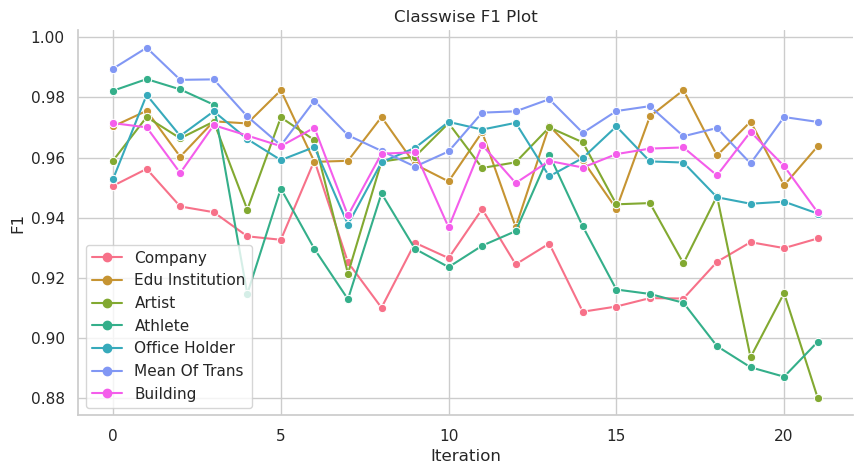 Classwise F1 Plot
1.00
0.98
0.96
0.94
0.92
0.90
0.88
F1
Company
Edu Institution
Artist
Athlete
Office Holder
Mean Of Trans
Building
0 5 10 15 20
Iteration